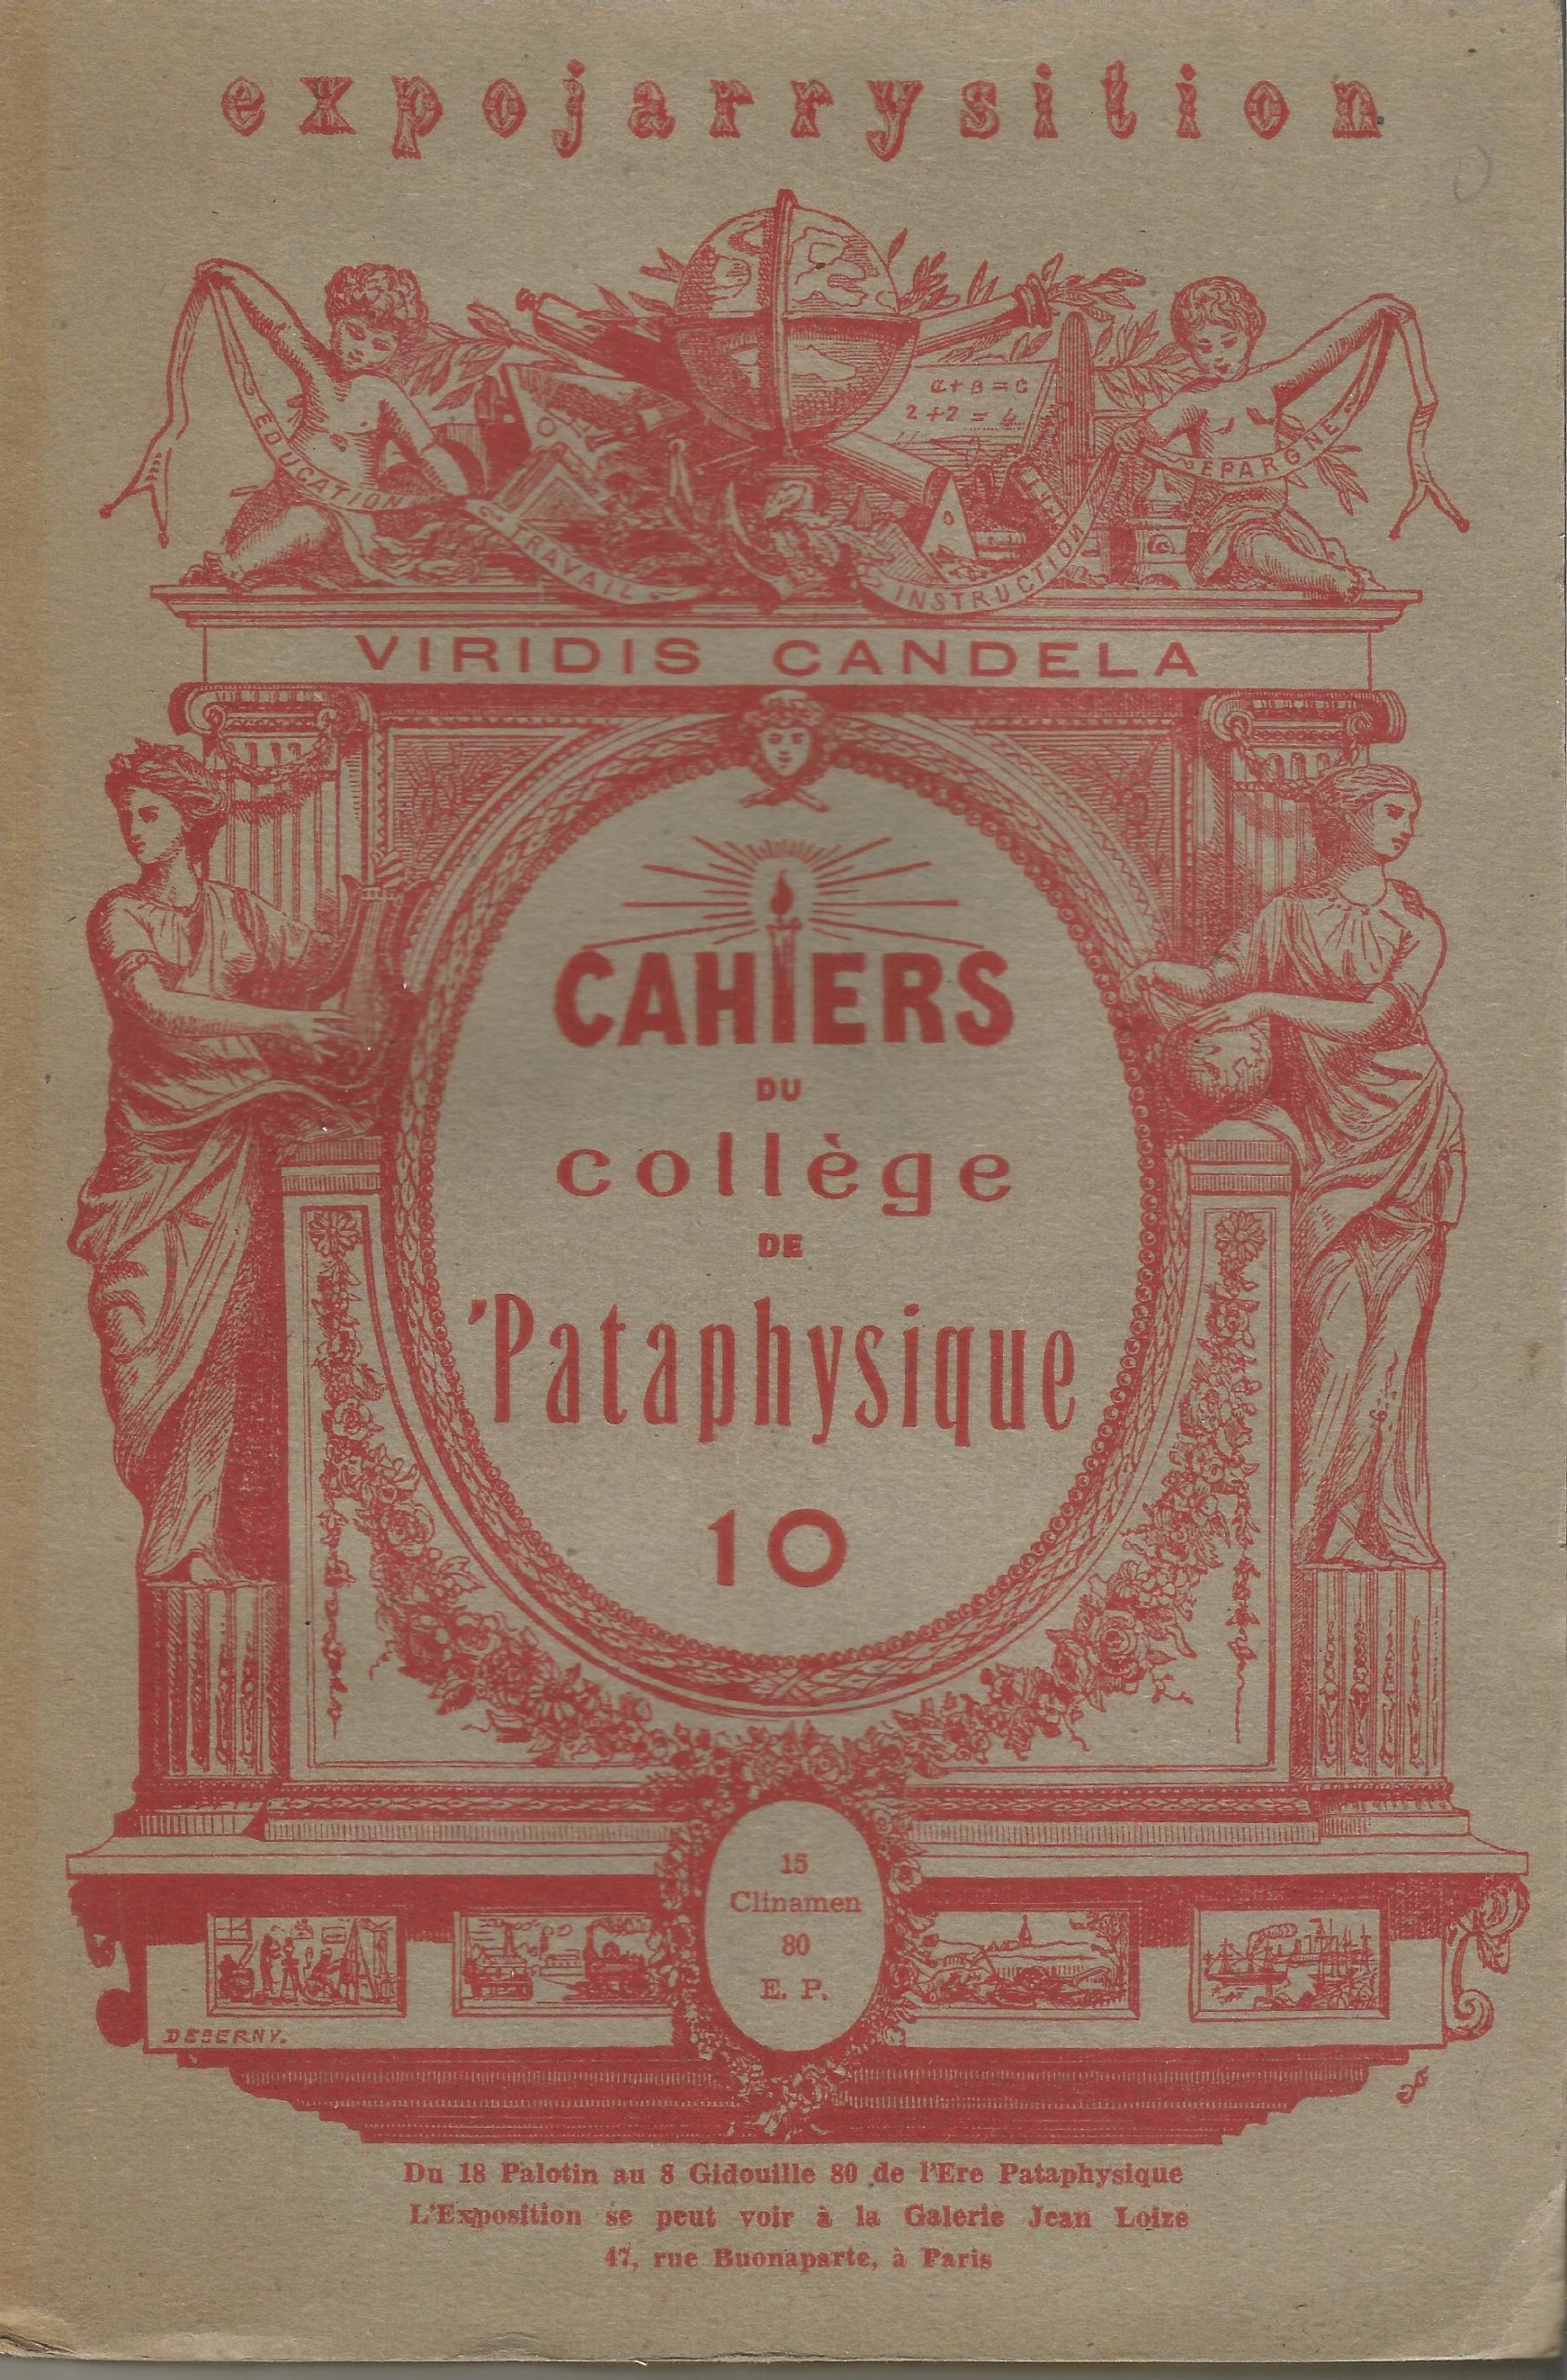 expojarrysition
a+B=C
2+2=4
EDUCATION
TRAVAIL
INSTRUCTION
EPARGNE
VIRIDIS CANDELA
CAHIERS
DU
collège
DE
'Pataphysique
10
15
Clinamen
80
E. P.
DEBERNY.
Du 18 Palotin au 8 Gidouille 80 de l'Ere Pataphysique
L'Exposition se peut voir à la Galerie Jean Loize
47, rue Buonaparte, à Paris